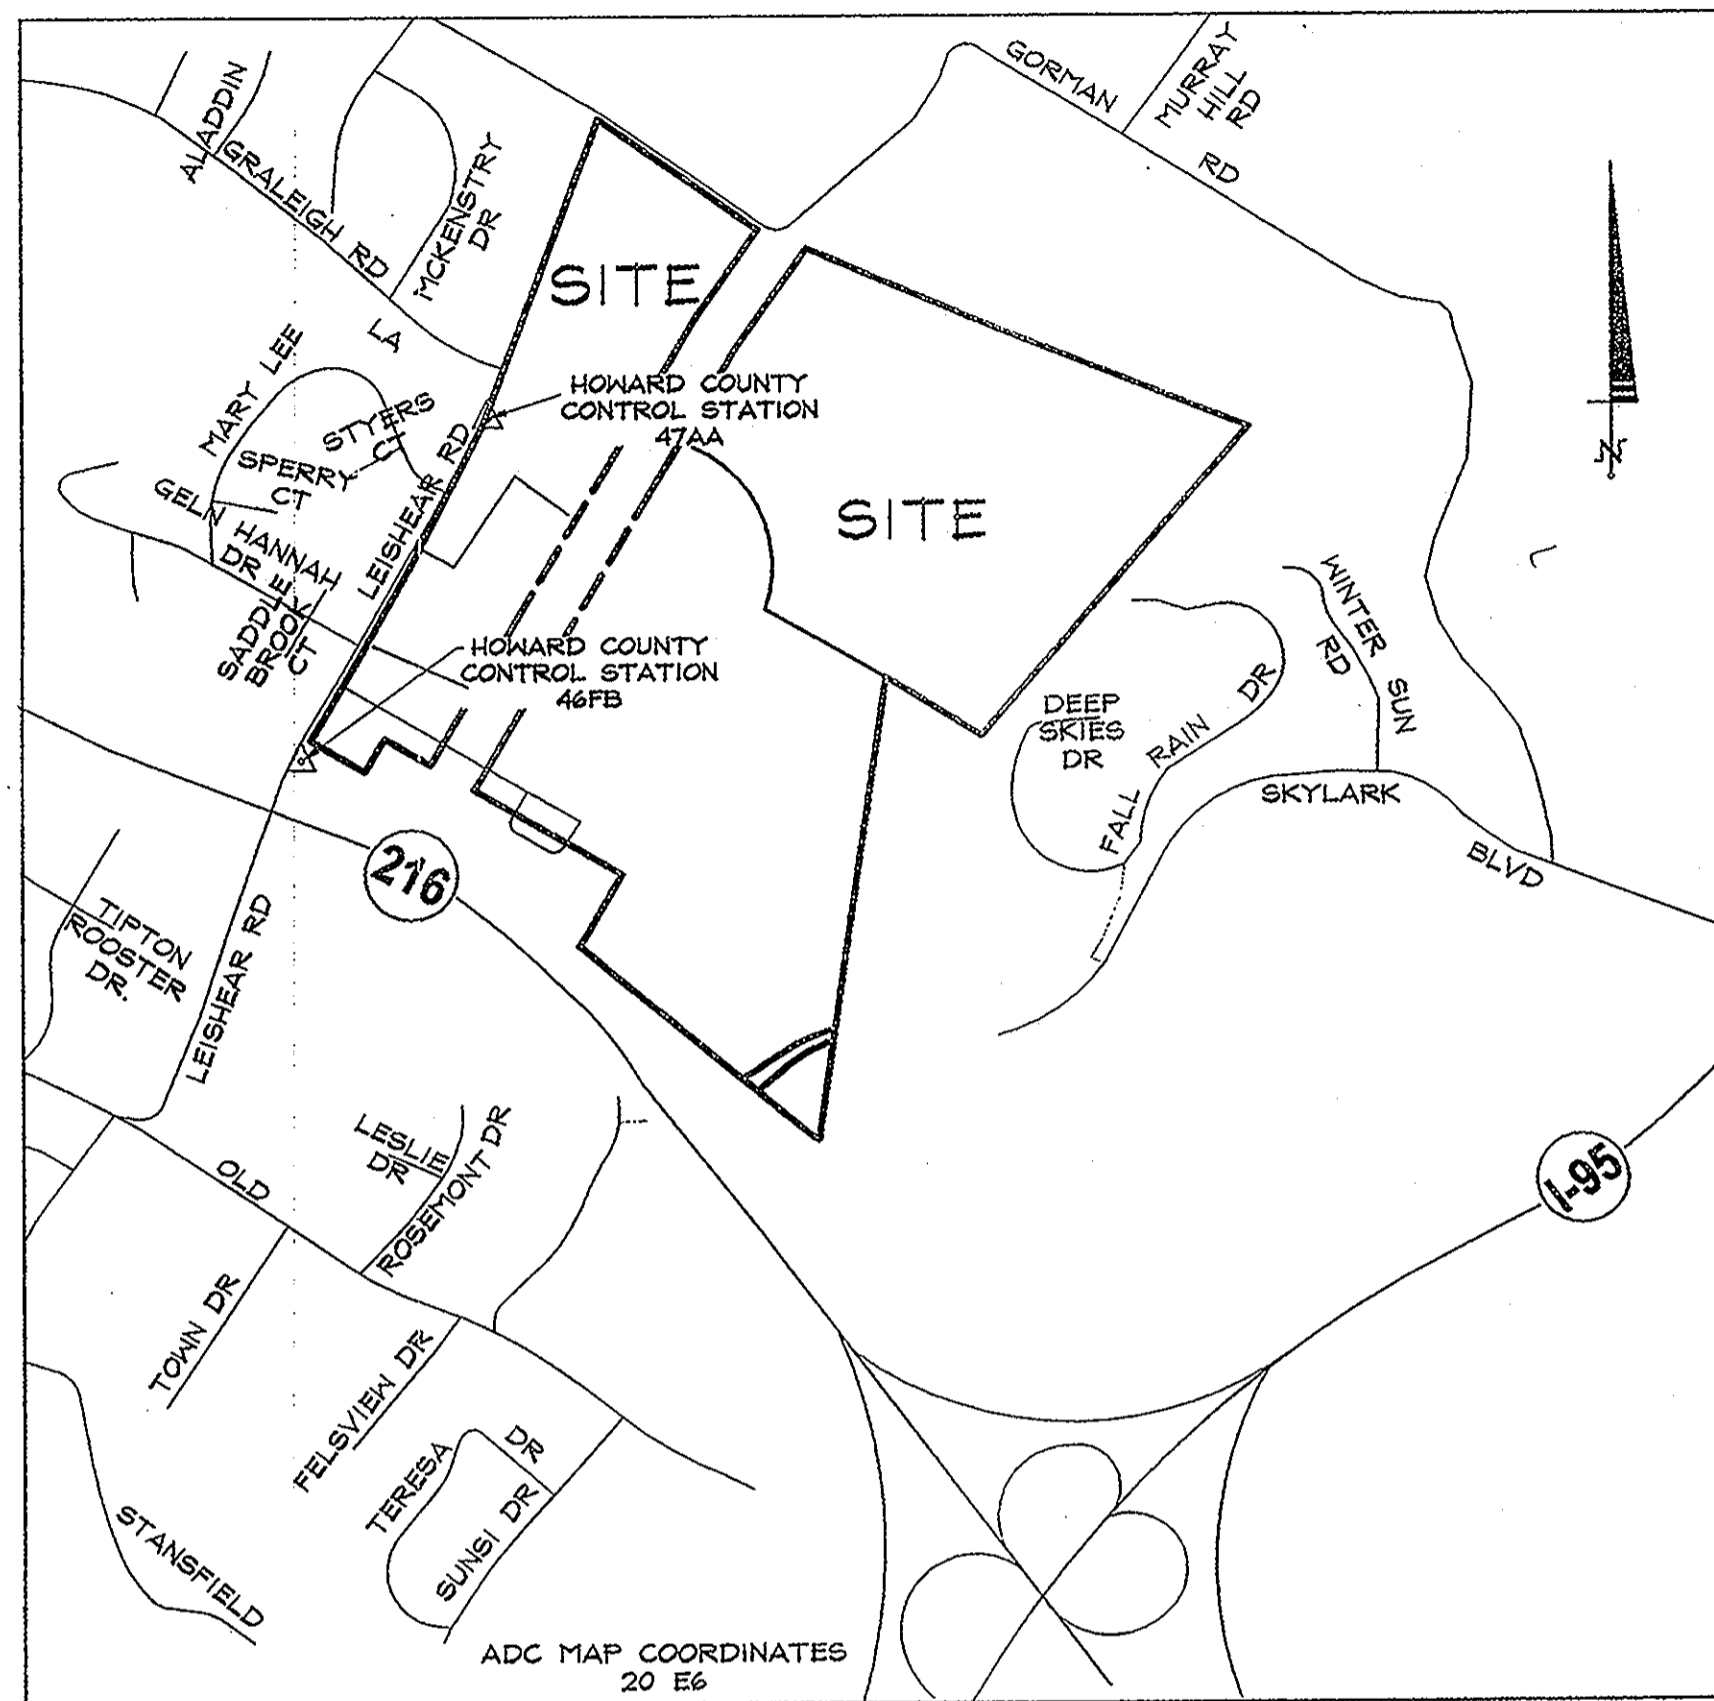 GORMAN
RD
MURRAY
HILL
RD
ALADDIN
GRALEIGH RD
MCKENSTRY
DR
SITE
LA
MARY LEE
HOWARD COUNTY
CONTROL STATION
47AA
STYERS
CT
SPERRY
CT
GELN HANNAH
DR
LEISHEAR RD
SITE
N
SADDLE
BROOK
CT
HOWARD COUNTY
CONTROL STATION
46FB
WINTER SUN
RD
DEEP
SKIES
DR
FALL RAIN DR
SKYLARK
BLVD
216
TIPTON
ROOSTER
DR.
LEISHEAR RD
LESLIE
DR
ROSEMONT DR
OLD
I-95
TOWN DR
FELSVIEW DR
TERESA
DR
SUNSI DR
STANSFIELD
ADC MAP COORDINATES
20 E6